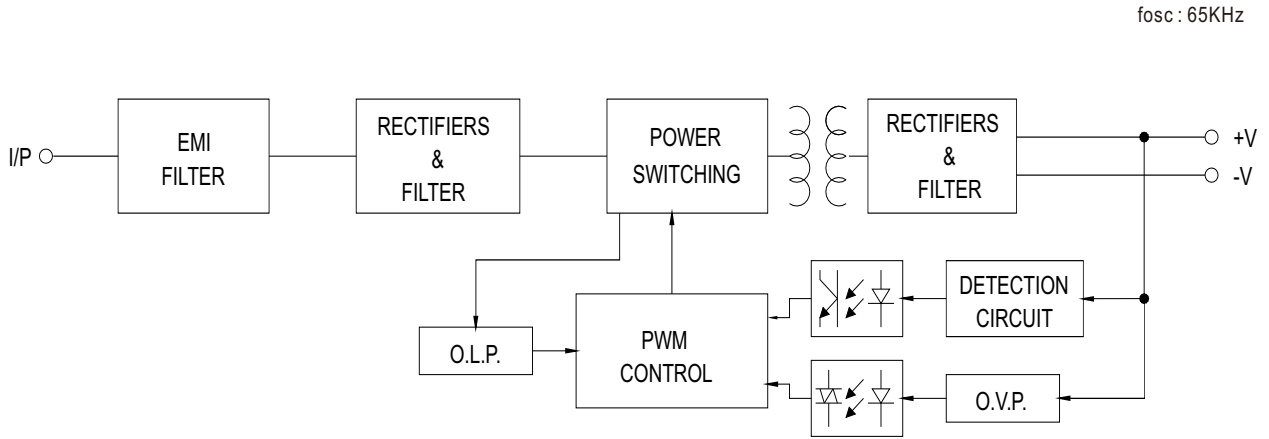 fosc : 65KHz
I/P
EMI
FILTER
RECTIFIERS
&
FILTER
POWER
SWITCHING
RECTIFIERS
&
FILTER
+V
-V
O.L.P.
PWM
CONTROL
DETECTION
CIRCUIT
O.V.P.